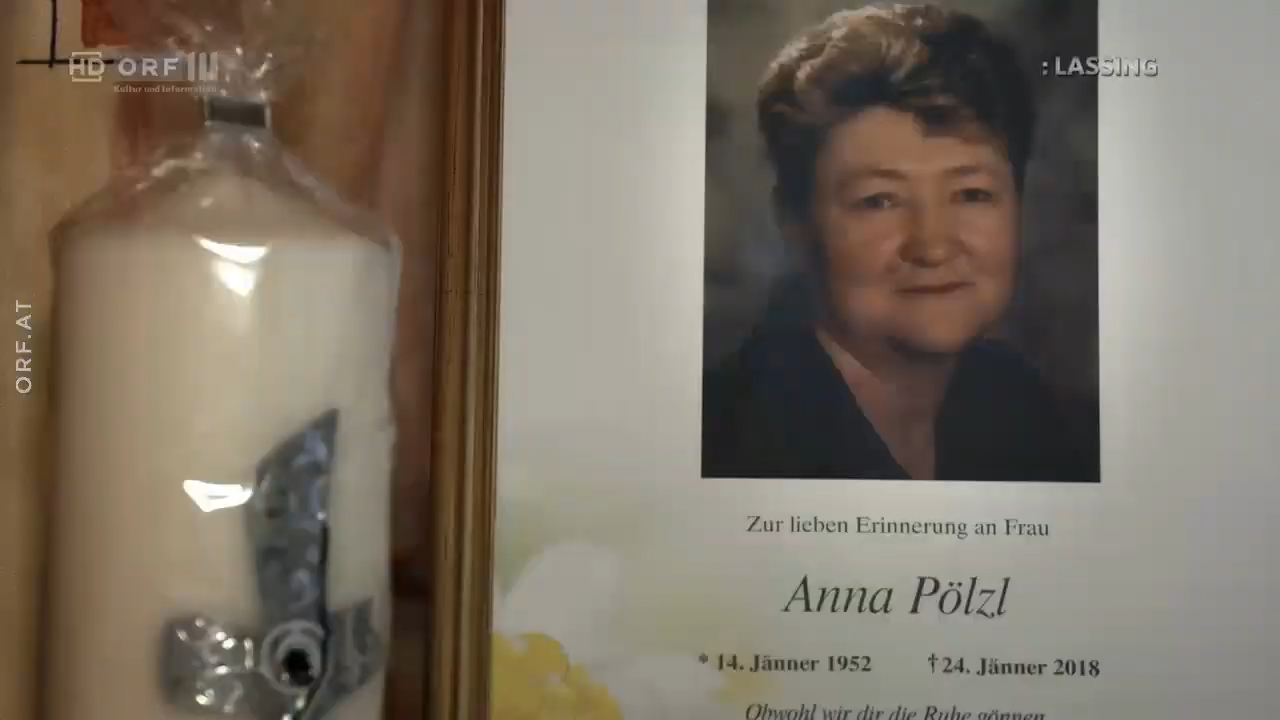 HD ORF III
Kultur und Information
: LASSING
ORF.AT
Zur lieben Erinnerung an Frau
Anna Pölzl
* 14. Jänner 1952 †24. Jänner 2018
Obwohl wir dir die Ruhe gönnen